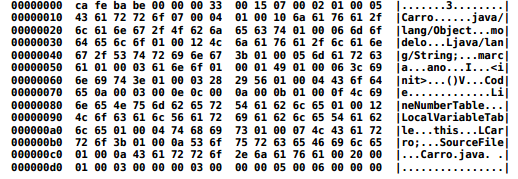 00000000 ca fe ba be 00 00 00 33 00 15 07 00 02 01 00 05 |.......3........|
00000010 43 61 72 72 6f 07 00 04 01 00 10 6a 61 76 61 2f |Carro......java/|
00000020 6c 61 6e 67 2f 4f 62 6a 65 63 74 01 00 06 6d 6f |lang/Object...mo|
00000030 64 65 6c 6f 01 00 12 4c 6a 61 76 61 2f 6c 61 6e |delo...Ljava/lan|
00000040 67 2f 53 74 72 69 6e 67 3b 01 00 05 6d 61 72 63 |g/String;...marc|
00000050 61 01 00 03 61 6e 6f 01 00 01 49 01 00 06 3c 69 |a...ano...I...<i|
00000060 6e 69 74 3e 01 00 03 28 29 56 01 00 04 43 6f 64 |nit>...()V...Cod|
00000070 65 0a 00 03 00 0e 0c 00 0a 00 0b 01 00 0f 4c 69 |e.............Li|
00000080 6e 65 4e 75 6d 62 65 72 54 61 62 6c 65 01 00 12 |neNumberTable...|
00000090 4c 6f 63 61 6c 56 61 72 69 61 62 6c 65 54 61 62 |LocalVariableTab|
000000a0 6c 65 01 00 04 74 68 69 73 01 00 07 4c 43 61 72 |le...this...LCar|
000000b0 72 6f 3b 01 00 0a 53 6f 75 72 63 65 46 69 6c 65 |ro;...SourceFile|
000000c0 01 00 0a 43 61 72 72 6f 2e 6a 61 76 61 00 20 00 |...Carro.java. .|
000000d0 01 00 03 00 00 00 03 00 00 00 05 00 06 00 00 00 |................|